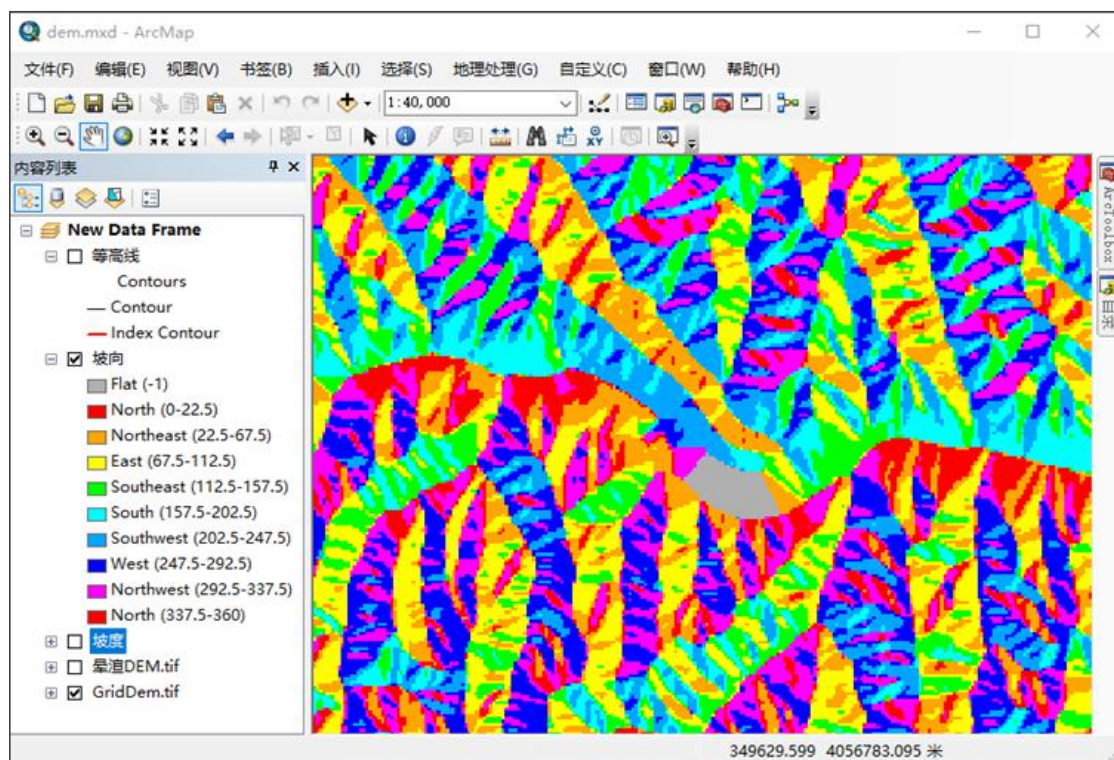 dem.mxd - ArcMap
文件(F) 编辑(E) 视图(V) 书签(B) 插入(I) 选择(S) 地理处理(G) 自定义(C) 窗口(W) 帮助(H)
1:40,000
XY
内容列表
New Data Frame
等高线
Contours
Contour
Index Contour
坡向
Flat (-1)
North (0-22.5)
Northeast (22.5-67.5)
East (67.5-112.5)
Southeast (112.5-157.5)
South (157.5-202.5)
Southwest (202.5-247.5)
West (247.5-292.5)
Northwest (292.5-337.5)
North (337.5-360)
坡度
晕渲DEM.tif
GridDem.tif
ArcToolbox
目录
349629.599 4056783.095 米